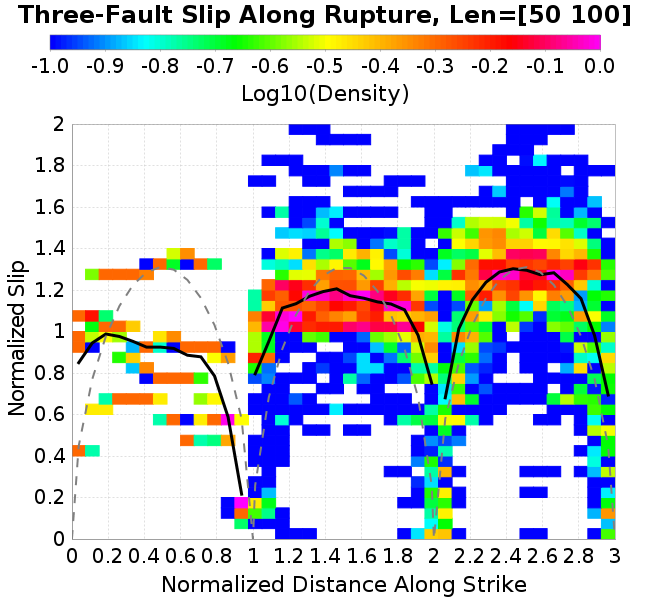 Three-Fault Slip Along Rupture, Len=[50 100]
-1.0 -0.9 -0.8 -0.7 -0.6 -0.5 -0.4 -0.3 -0.2 -0.1 0.0
Log10(Density)
2
1.8
1.6
1.4
1.2
1
0.8
0.6
0.4
0.2
0
Normalized Slip
0 0.2 0.4 0.6 0.8 1 1.2 1.4 1.6 1.8 2 2.2 2.4 2.6 2.8 3
Normalized Distance Along Strike